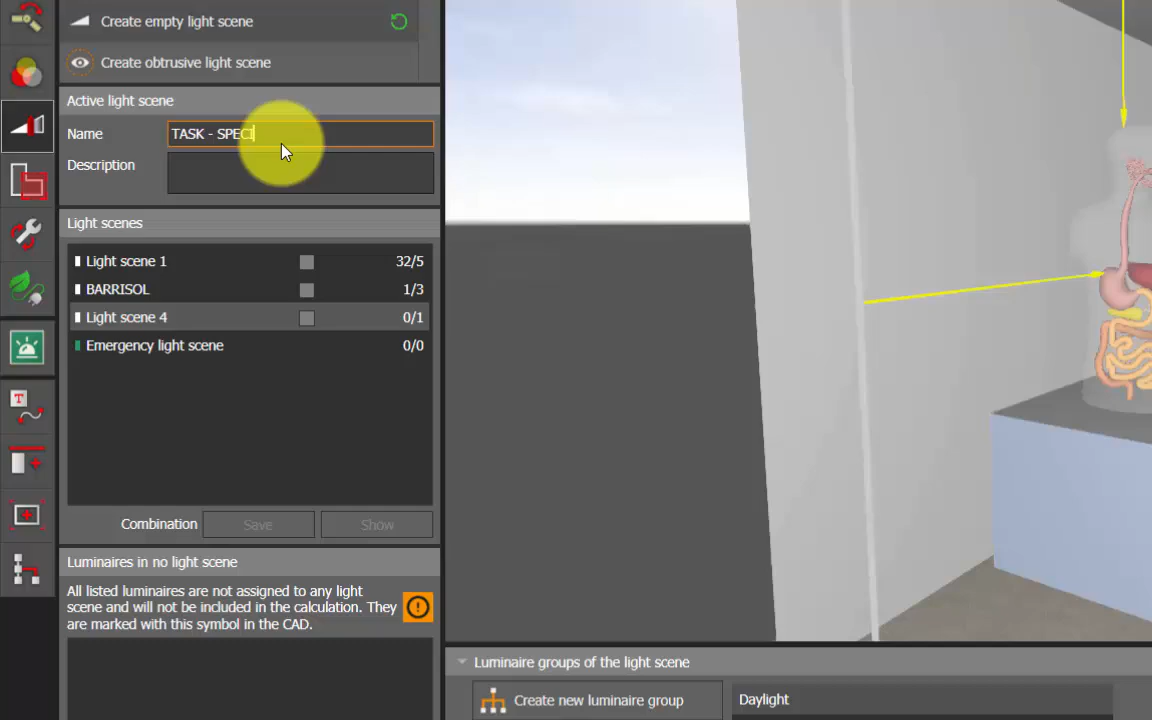 Create empty light scene
Create obtrusive light scene
Active light scene
Name TASK - SPECI
Description
Light scenes
Light scene 1 32/5
BARRISOL 1/3
Light scene 4 0/1
Emergency light scene 0/0
Combination Save Show
Luminaires in no light scene
All listed luminaires are not assigned to any light
scene and will not be included in the calculation. They
are marked with this symbol in the CAD.
Luminaire groups of the light scene
Create new luminaire group Daylight
T